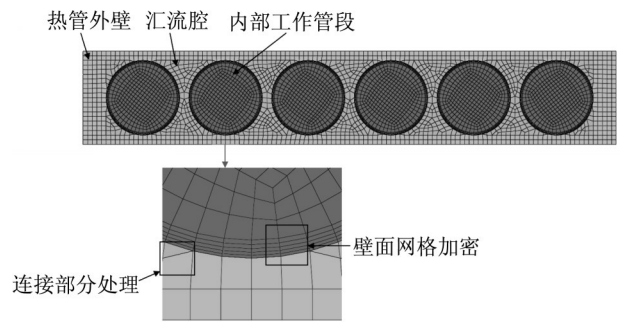 热管外壁 汇流腔 内部工作管段
壁面网格加密
连接部分处理